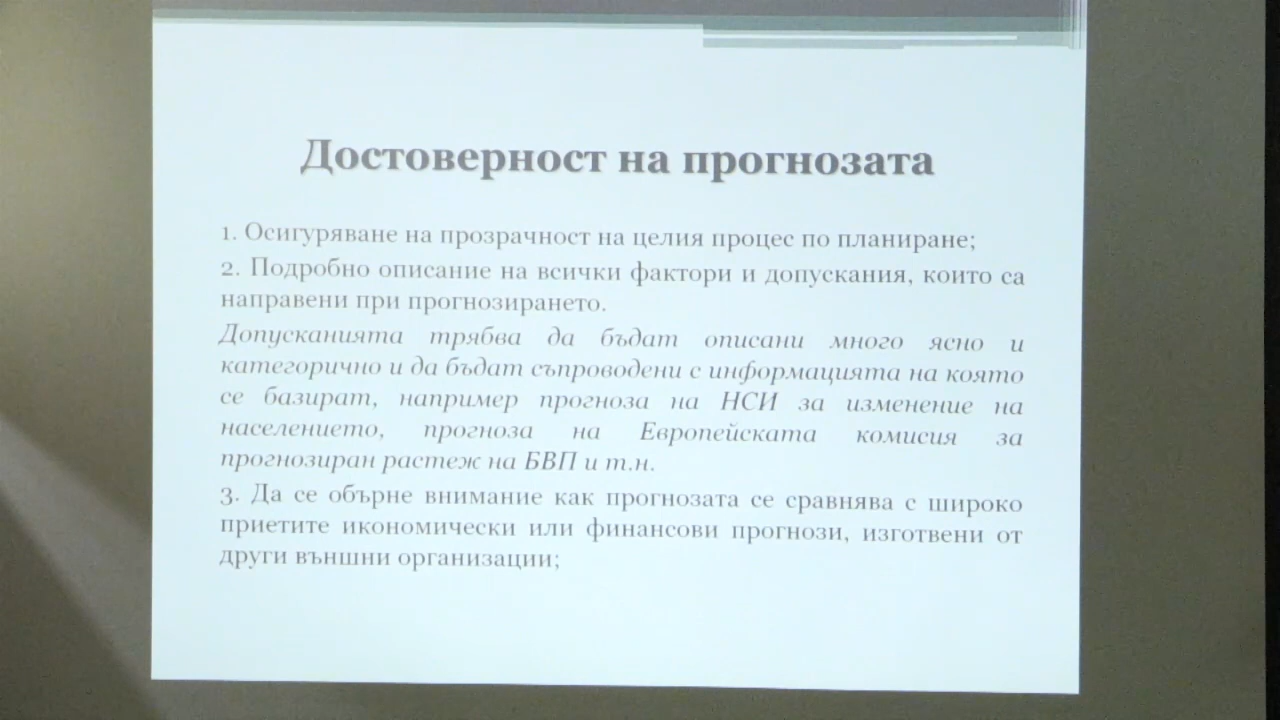 Достоверност на прогнозата
1. Осигуряване на прозрачност на целия процес по планиране;
2. Подробно описание на всички фактори и допускания, които са
направени при прогнозирането.
Допусканията трябва да бъдат описани много ясно и
категорично и да бъдат съпроводени с информацията на която
се базират, например прогноза на НСИ за изменение на
населението, прогноза на Европейската комисия за
прогнозиран растеж на БВП и т.н.
3. Да се обърне внимание как прогнозата се сравнява с широко
приетите икономически или финансови прогнози, изготвени от
други външни организации;